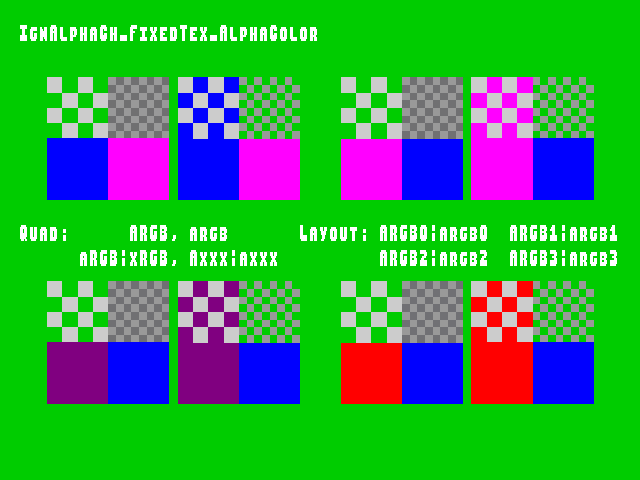 IgnAlphaCh_FixedTex_AlphaColor
Quad: ARGB, argb Layout: ARGB0¦argb0 ARGB1¦argb1
aRGB¦xRGB, Axxx¦axxx ARGB2¦argb2 ARGB3¦argb3